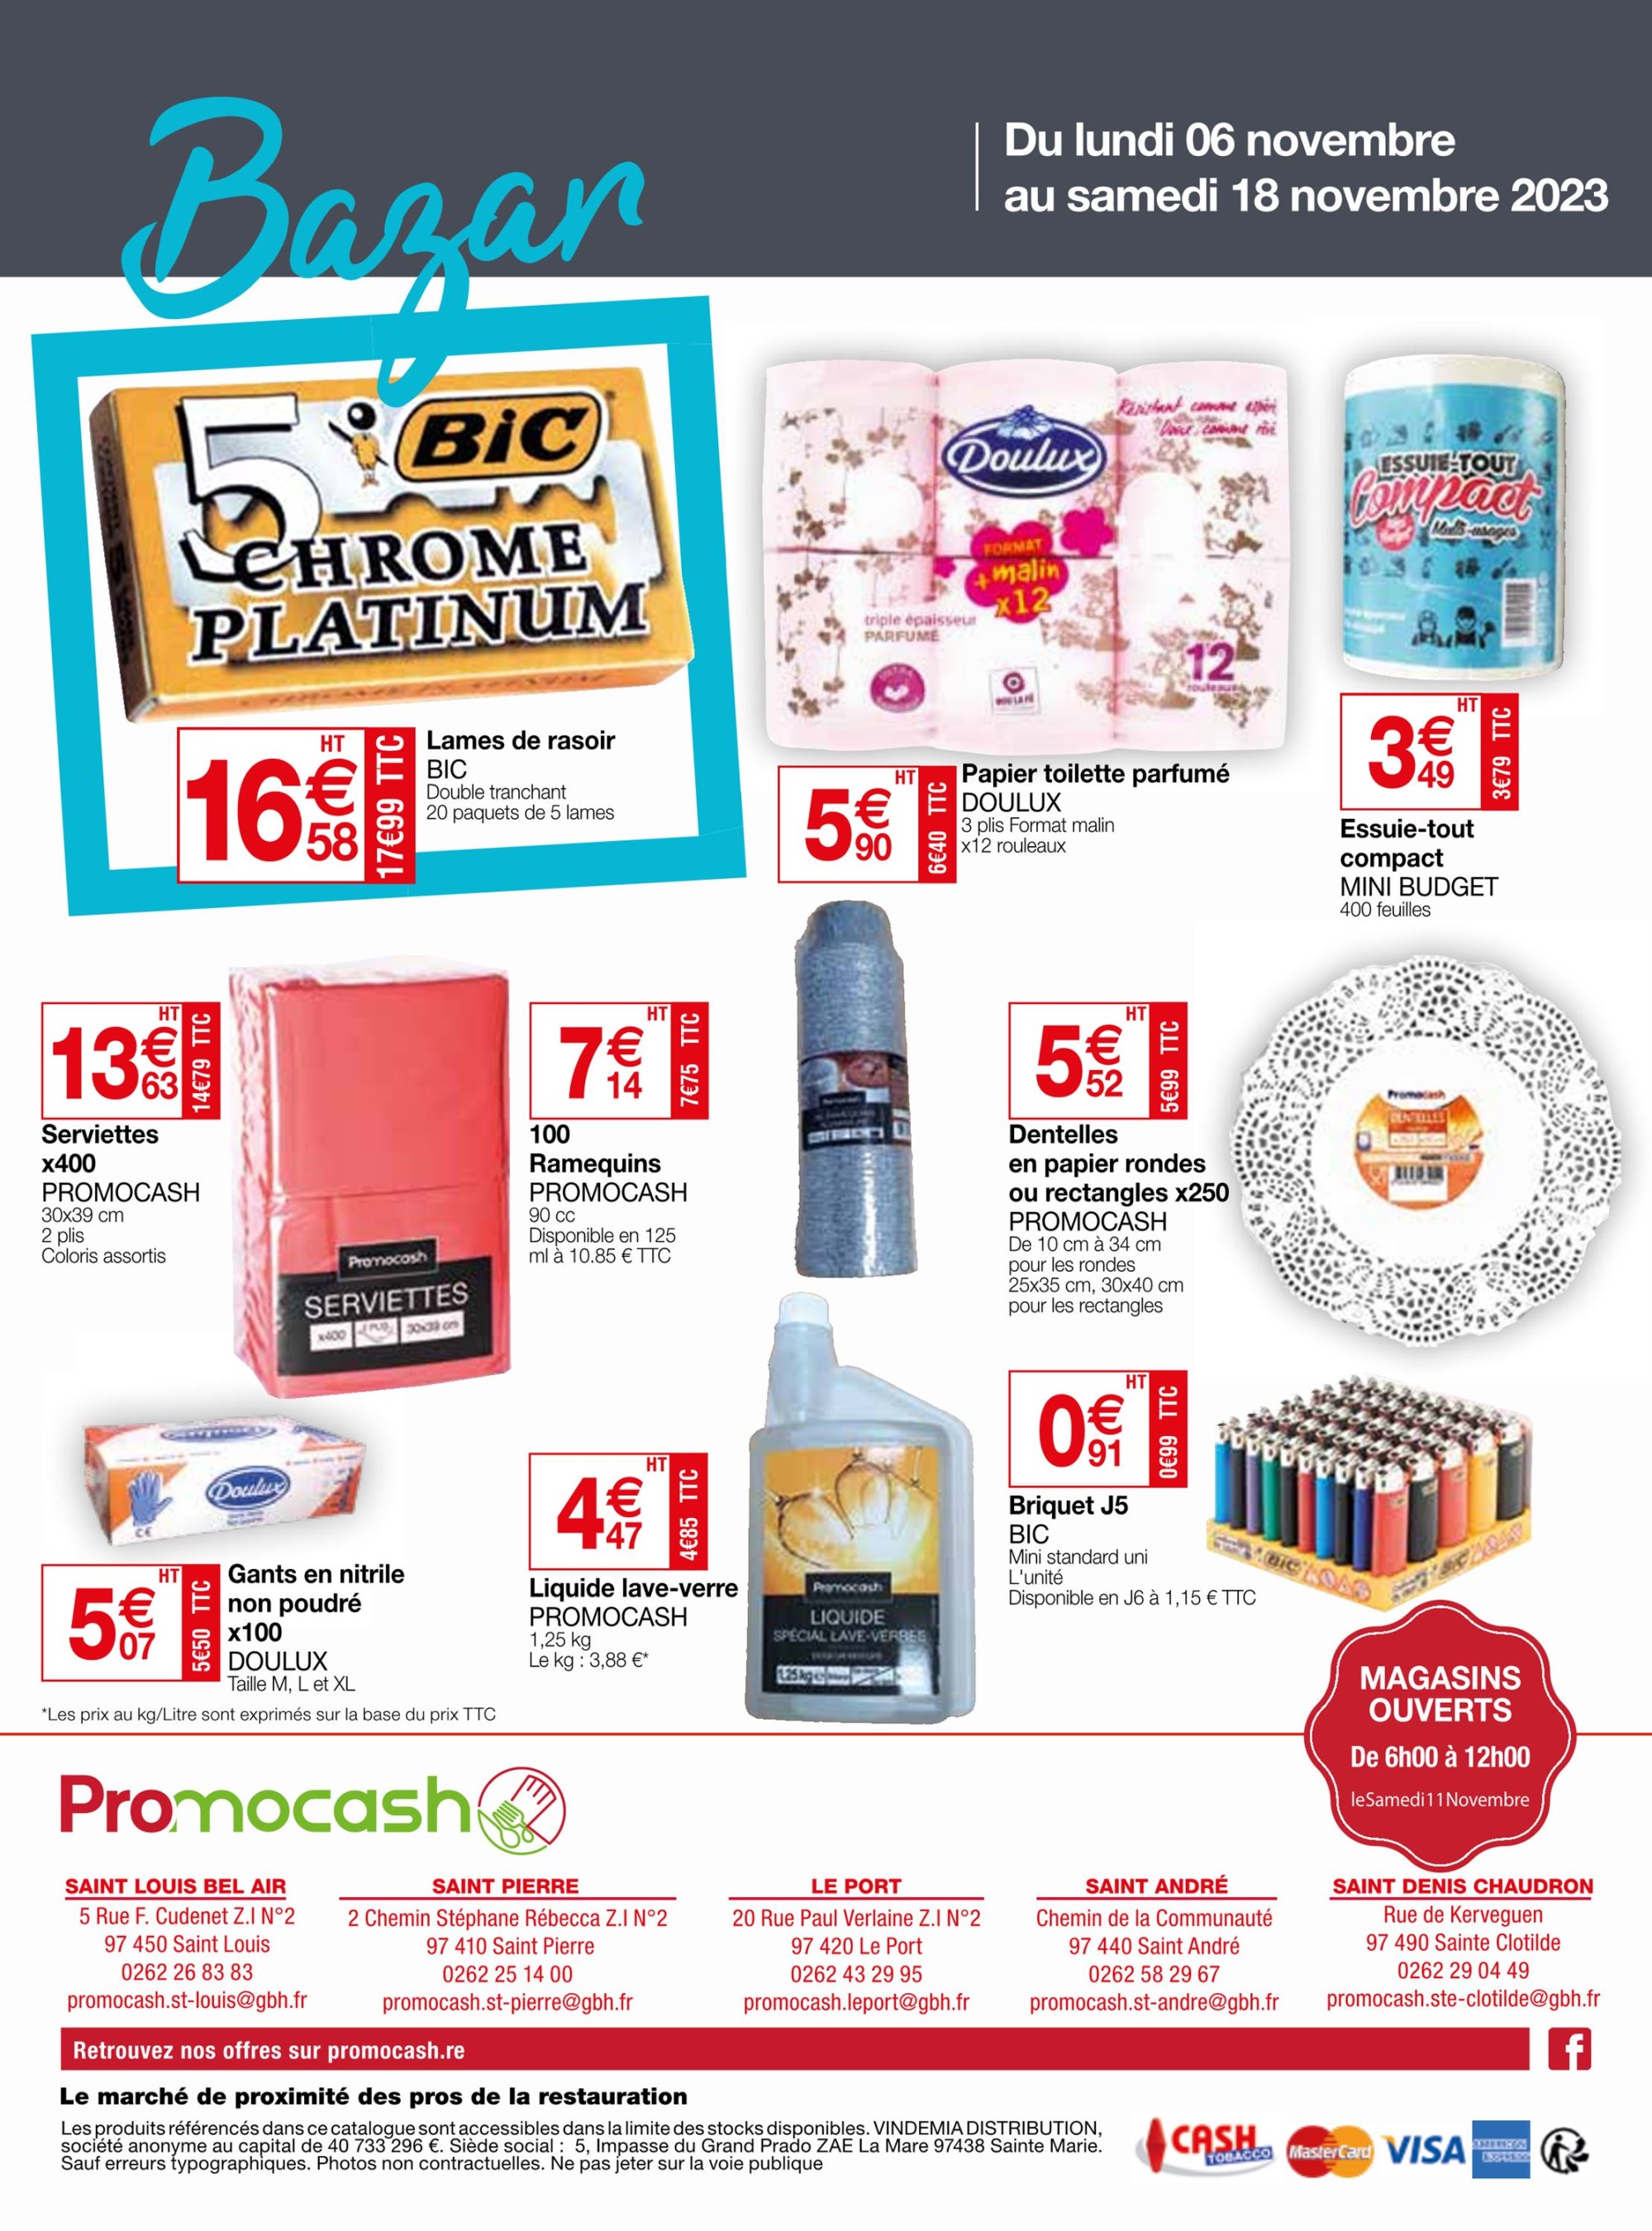 Bazar
Du lundi 06 novembre
au samedi 18 novembre 2023
5
BiC
CHROME
PLATINUM
HT
16€58
17€99 TTC
Lames de rasoir
BIC
Double tranchant
20 paquets de 5 lames
Doulux
FORMAT
+malin
x12
triple épaisseur
PARFUMÉ
12
rouleaux
HT
5€90
6€40 TTC
Papier toilette parfumé
DOULUX
3 plis Format malin
x12 rouleaux
ESSUIE-TOUT
Compact
Multi-usages
HT
3€49
3€79 TTC
Essuie-tout
compact
MINI BUDGET
400 feuilles
HT
13€63
14€79 TTC
Serviettes
x400
PROMOCASH
30x39 cm
2 plis
Coloris assortis
Promocash
SERVIETTES
x400
30x39 cm
HT
7€14
7€75 TTC
100
Ramequins
PROMOCASH
90 cc
Disponible en 125
ml à 10.85 € TTC
HT
5€52
5€99 TTC
Dentelles
en papier rondes
ou rectangles x250
PROMOCASH
De 10 cm à 34 cm
pour les rondes
25x35 cm, 30x40 cm
pour les rectangles
Promocash
DENTELLES
Doulux
HT
5€07
5€50 TTC
Gants en nitrile
non poudré
x100
DOULUX
Taille M, L et XL
HT
4€47
4€85 TTC
Liquide lave-verre
PROMOCASH
1,25 kg
Le kg : 3,88 €*
Promocash
LIQUIDE
SPÉCIAL LAVE-VERRES
1,25 kg
HT
0€91
0€99 TTC
Briquet J5
BIC
Mini standard uni
L'unité
Disponible en J6 à 1,15 € TTC
BIC
*Les prix au kg/Litre sont exprimés sur la base du prix TTC
MAGASINS
OUVERTS
De 6h00 à 12h00
leSamedi11Novembre
Promocash
SAINT LOUIS BEL AIR
5 Rue F. Cudenet Z.I N°2
97 450 Saint Louis
0262 26 83 83
promocash.st-louis@gbh.fr
SAINT PIERRE
2 Chemin Stéphane Rébecca Z.I N°2
97 410 Saint Pierre
0262 25 14 00
promocash.st-pierre@gbh.fr
LE PORT
20 Rue Paul Verlaine Z.I N°2
97 420 Le Port
0262 43 29 95
promocash.leport@gbh.fr
SAINT ANDRÉ
Chemin de la Communauté
97 440 Saint André
0262 58 29 67
promocash.st-andre@gbh.fr
SAINT DENIS CHAUDRON
Rue de Kerveguen
97 490 Sainte Clotilde
0262 29 04 49
promocash.ste-clotilde@gbh.fr
Retrouvez nos offres sur promocash.re
Le marché de proximité des pros de la restauration
Les produits référencés dans ce catalogue sont accessibles dans la limite des stocks disponibles. VINDEMIA DISTRIBUTION,
société anonyme au capital de 40 733 296 €. Siède social : 5, Impasse du Grand Prado ZAE La Mare 97438 Sainte Marie.
Sauf erreurs typographiques. Photos non contractuelles. Ne pas jeter sur la voie publique
CASH
TOBACCO
MasterCard
VISA
AMERICAN
EXPRESS